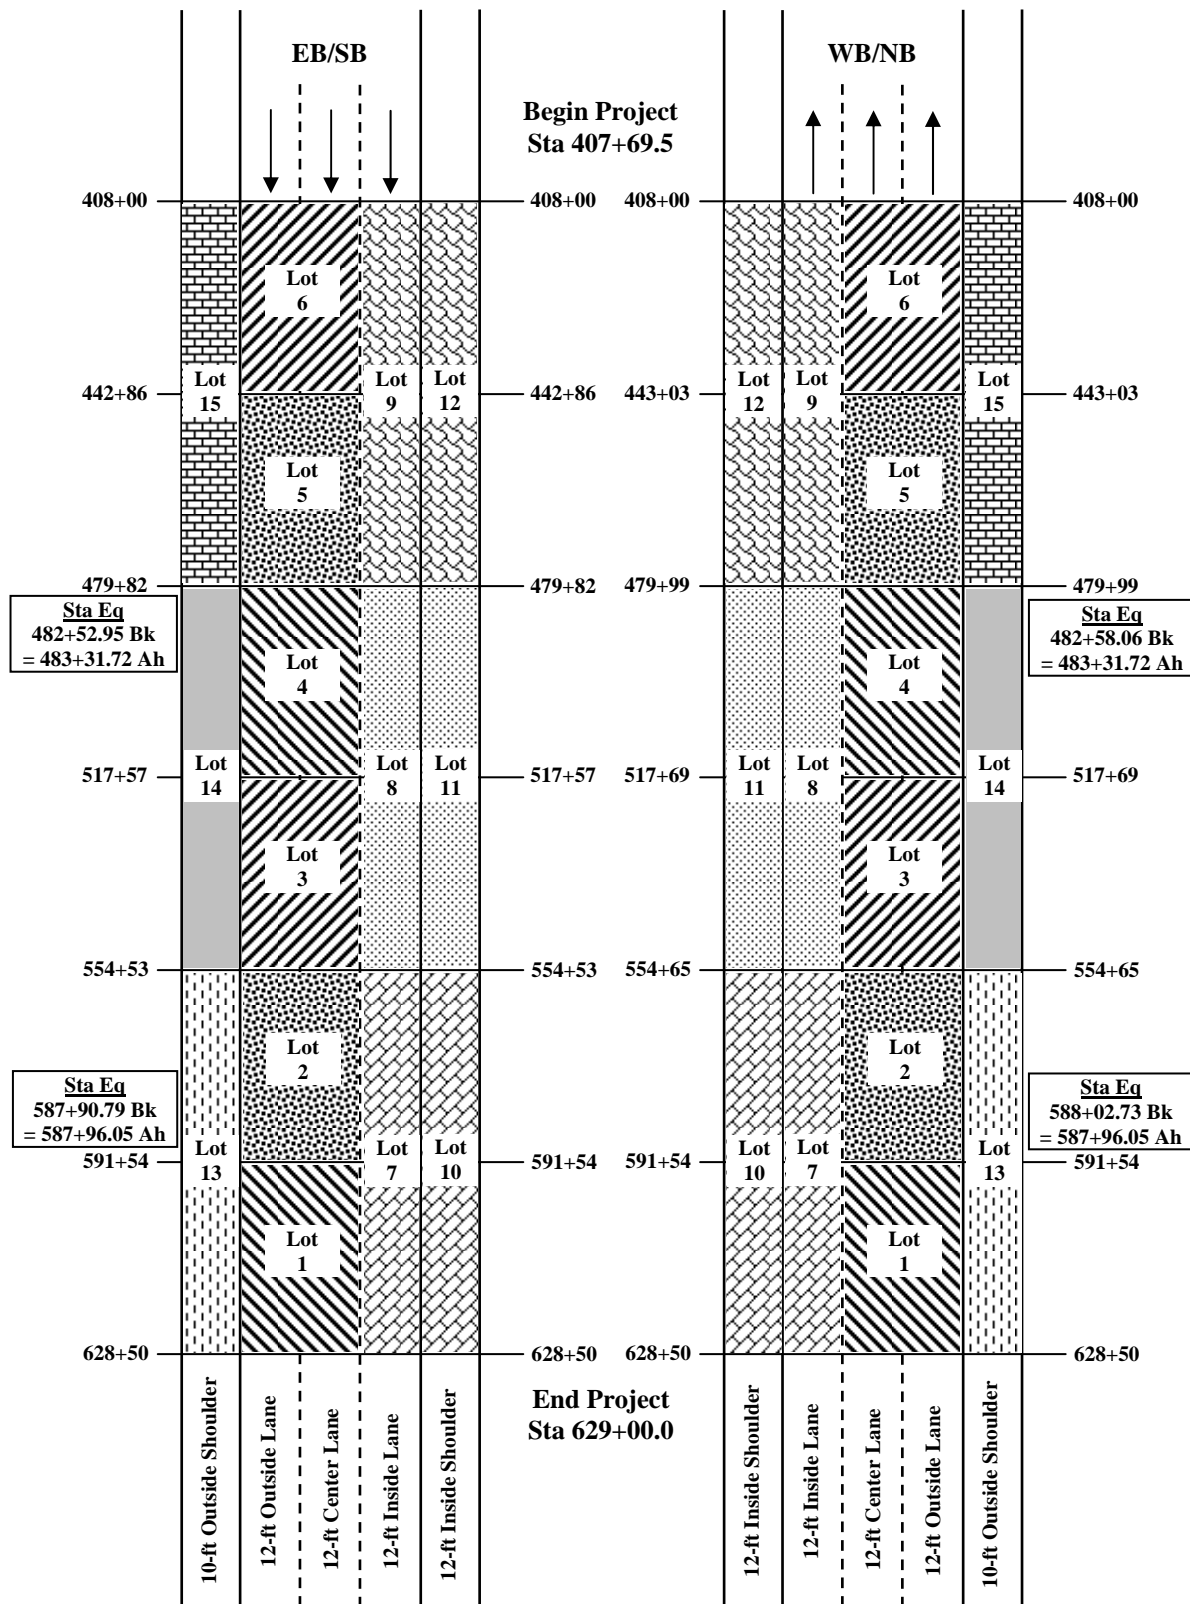 EB/SB
WB/NB
Begin Project
Sta 407+69.5
408+00
408+00
408+00
408+00
Lot
6
Lot
6
442+86
Lot
15
Lot
9
Lot
12
442+86
443+03
Lot
12
Lot
9
Lot
15
443+03
Lot
5
Lot
5
479+82
479+82
479+99
479+99
Sta Eq
482+52.95 Bk
= 483+31.72 Ah
Sta Eq
482+58.06 Bk
= 483+31.72 Ah
Lot
4
Lot
4
517+57
Lot
14
Lot
8
Lot
11
517+57
517+69
Lot
11
Lot
8
Lot
14
517+69
Lot
3
Lot
3
554+53
554+53
554+65
554+65
Lot
2
Lot
2
Sta Eq
587+90.79 Bk
= 587+96.05 Ah
Sta Eq
588+02.73 Bk
= 587+96.05 Ah
591+54
Lot
13
Lot
7
Lot
10
591+54
591+54
Lot
10
Lot
7
Lot
13
591+54
Lot
1
Lot
1
628+50
628+50
628+50
628+50
End Project
Sta 629+00.0
10-ft Outside Shoulder
12-ft Outside Lane
12-ft Center Lane
12-ft Inside Lane
12-ft Inside Shoulder
12-ft Inside Shoulder
12-ft Inside Lane
12-ft Center Lane
12-ft Outside Lane
10-ft Outside Shoulder